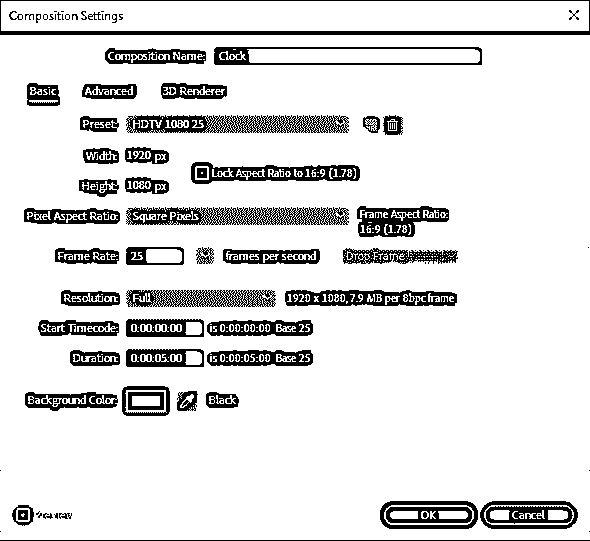 Composition Settings
Composition Name: Clock
Basic Advanced 3D Renderer
Preset: HDTV 1080 25
Width: 1920 px
Lock Aspect Ratio to 16:9 (1.78)
Height: 1080 px
Pixel Aspect Ratio: Square Pixels
Frame Aspect Ratio:
16:9 (1.78)
Frame Rate: 25 frames per second Drop Frame
Resolution: Full 1920 x 1080, 7.9 MB per 8bpc frame
Start Timecode: 0:00:00:00 is 0:00:00:00 Base 25
Duration: 0:00:05:00 is 0:00:05:00 Base 25
Background Color: Black
Preview OK Cancel